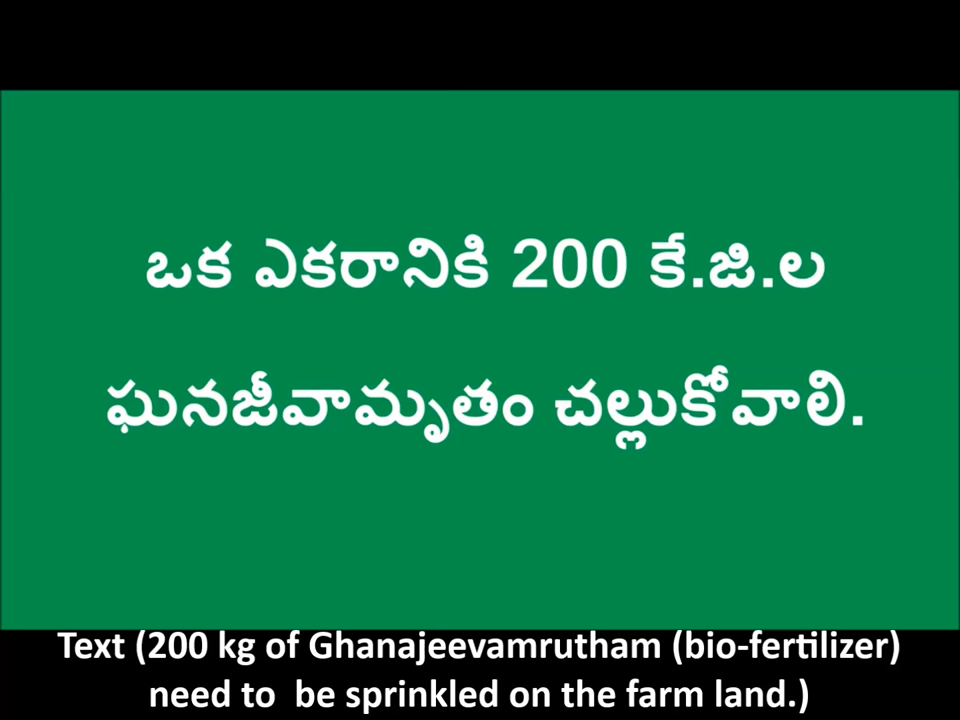 ఒక ఎకరానికి 200 కే.జి.ల
ఘనజీవామృతం చల్లుకోవాలి.
Text (200 kg of Ghanajeevamrutham (bio-fertilizer)
need to  be sprinkled on the farm land.)